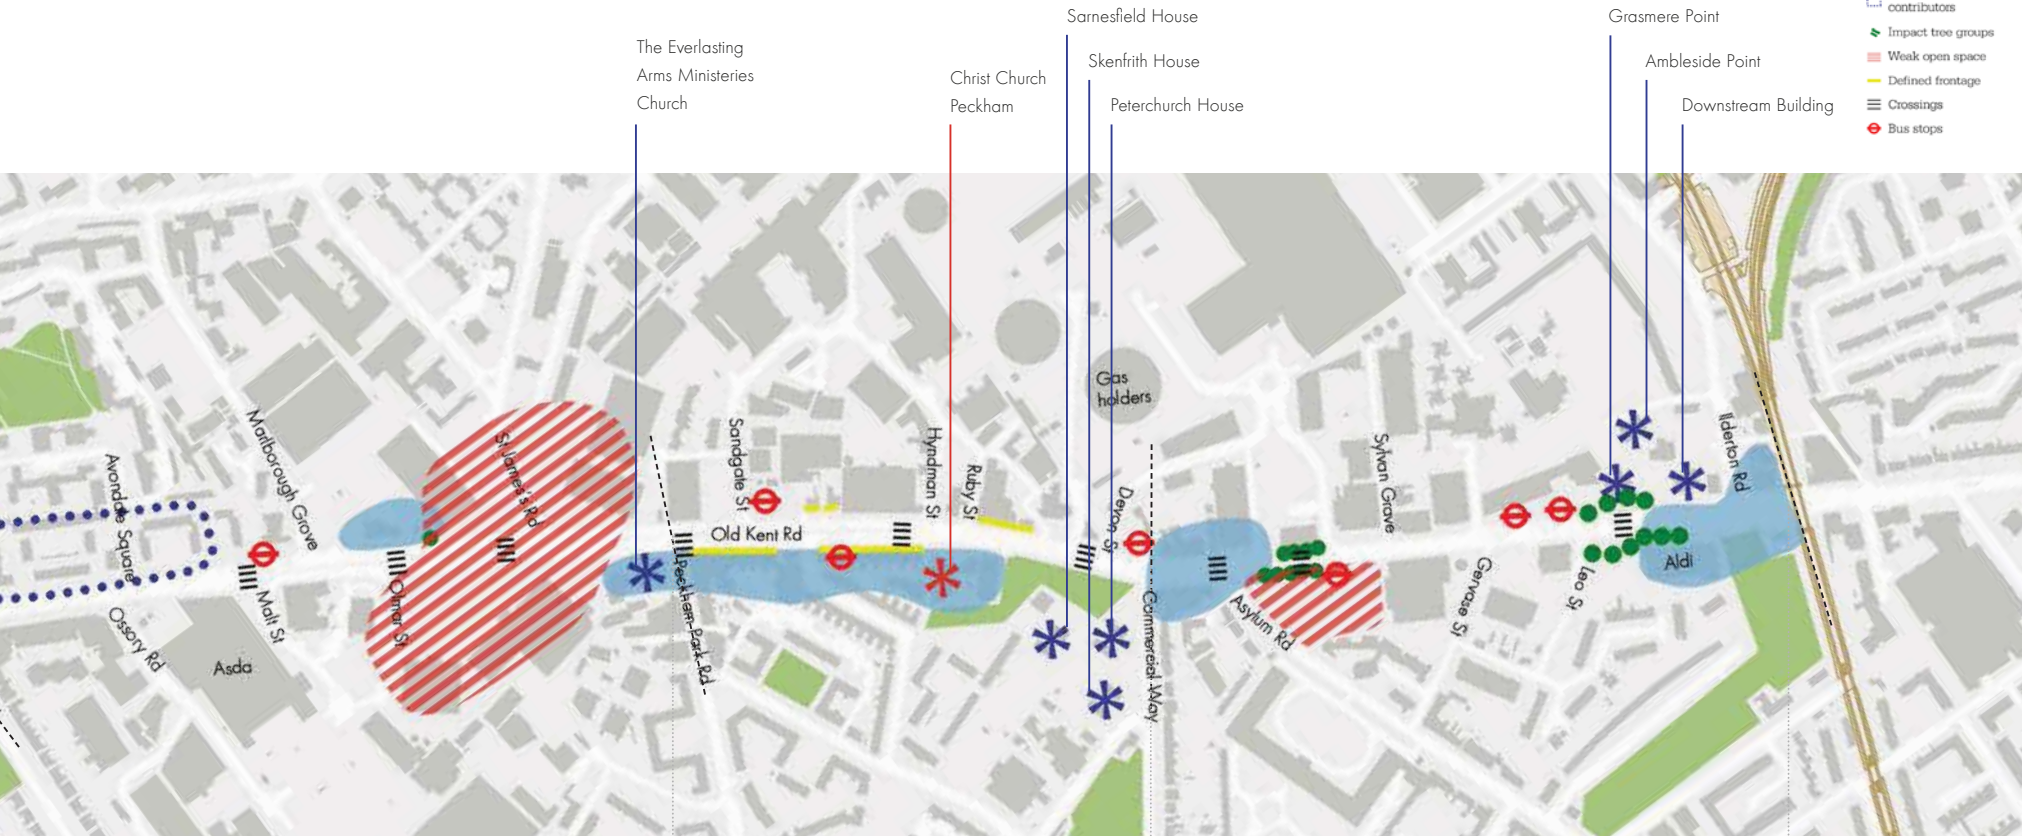 Sarnesfield House
Grasmere Point
contributors
Impact tree groups
The Everlasting
Arms Ministeries
Church
Skenfrith House
Ambleside Point
Weak open space
Christ Church
Peckham
Defined frontage
Peterchurch House
Downstream Building
Crossings
Bus stops
Gas
holders
Marlborough Grove
St James's Rd
Sandgate St
Hyndman St
Ruby St
Devon St
Sylvan Grave
Ilderton Rd
Avondale Square
Old Kent Rd
Ossory Rd
Malt St
Olmar St
Peckham Park Rd
Commercial Way
Asylum Rd
Gervase St
Leo St
Aldi
Asda